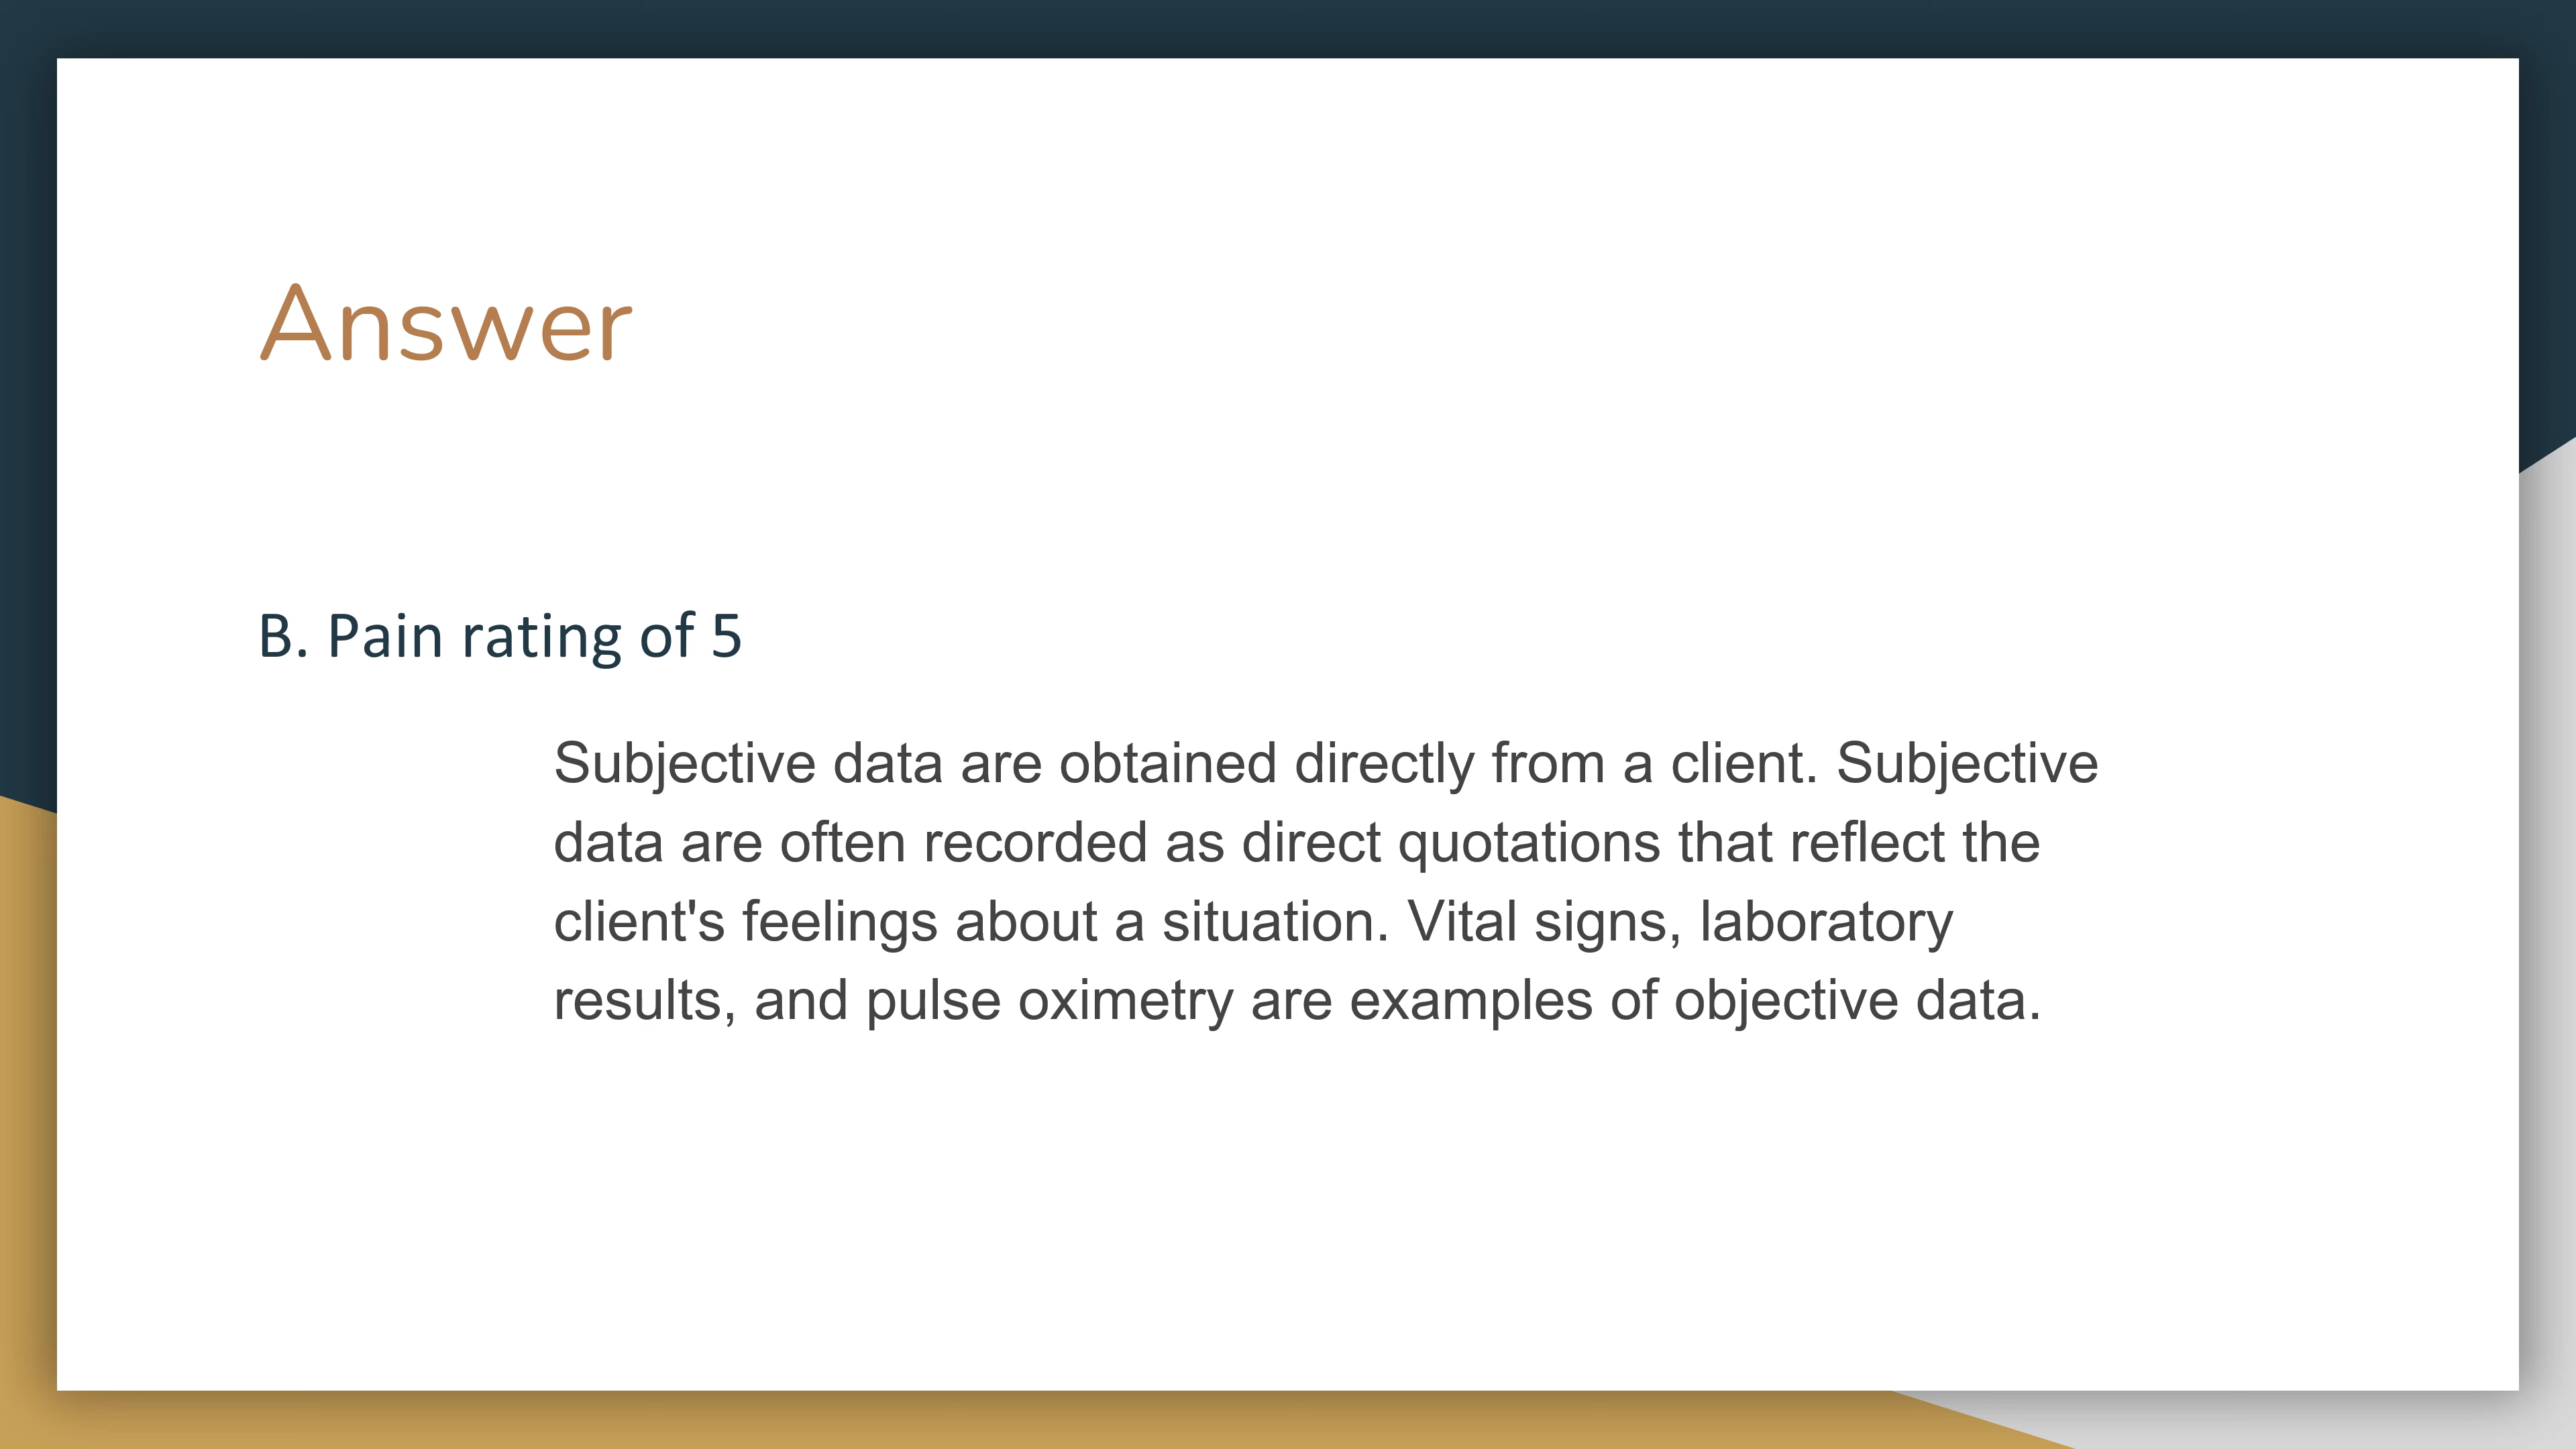 Answer
B. Pain rating of 5
Subjective data are obtained directly from a client. Subjective
data are often recorded as direct quotations that reflect the
client's feelings about a situation. Vital signs, laboratory
results, and pulse oximetry are examples of objective data.